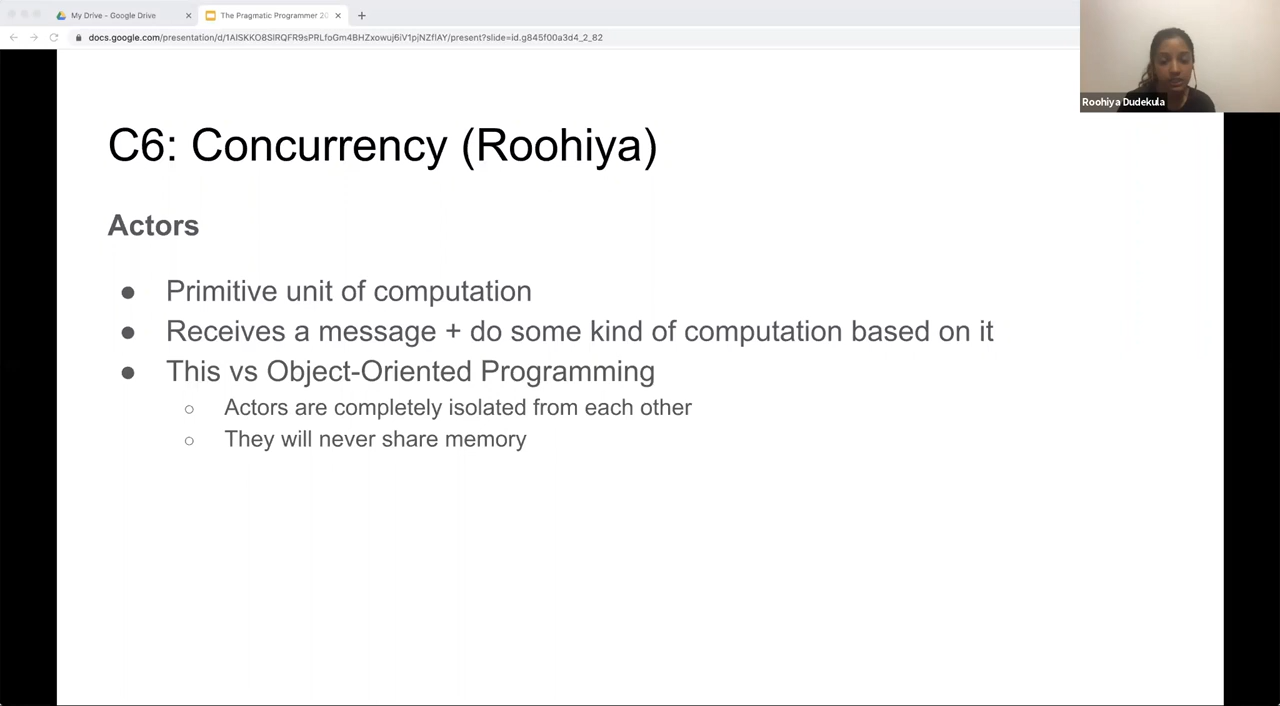 My Drive - Google Drive
The Pragmatic Programmer 20
docs.google.com/presentation/d/1AlSKKO8SlRQFR9sPRLfoGm4BHZxowuj6iV1pjNZflAY/present?slide=id.g845f00a3d4_2_82
Roohiya Dudekula
C6: Concurrency (Roohiya)
Actors
● Primitive unit of computation
● Receives a message + do some kind of computation based on it
● This vs Object-Oriented Programming
○ Actors are completely isolated from each other
○ They will never share memory